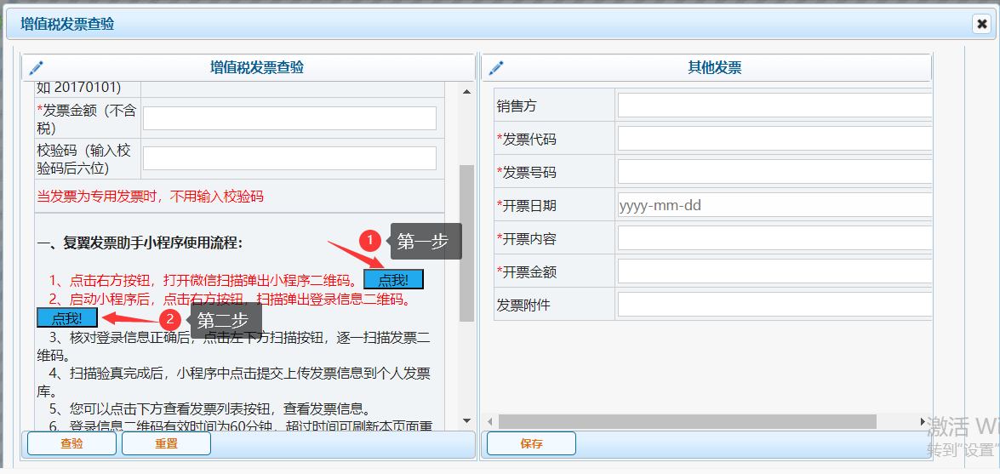 增值税发票查验
增值税发票查验
如 20170101)
*发票金额（不含
税）
校验码（输入校
验码后六位）
当发票为专用发票时，不用输入校验码
一、复翼发票助手小程序使用流程：
1 第一步
1、点击右方按钮，打开微信扫描弹出小程序二维码。 点我!
2、启动小程序后，点击右方按钮，扫描弹出登录信息二维码。
点我! 2 第二步
3、核对登录信息正确后，点击左下方扫描按钮，逐一扫描发票二
维码。
4、扫描验真完成后，小程序中点击提交上传发票信息到个人发票
库。
5、您可以点击下方查看发票列表按钮，查看发票信息。
6、登录信息二维码有效时间为60分钟，超过时间可刷新本页面重
查验 重置
其他发票
销售方
*发票代码
*发票号码
*开票日期 yyyy-mm-dd
*开票内容
*开票金额
发票附件
保存
激活 Wi
转到"设置"